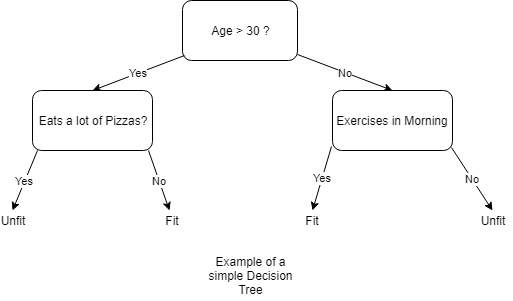 Age > 30 ?
Yes
No
Eats a lot of Pizzas?
Exercises in Morning
Yes
No
Yes
No
Unfit
Fit
Fit
Unfit
Example of a
simple Decision
Tree